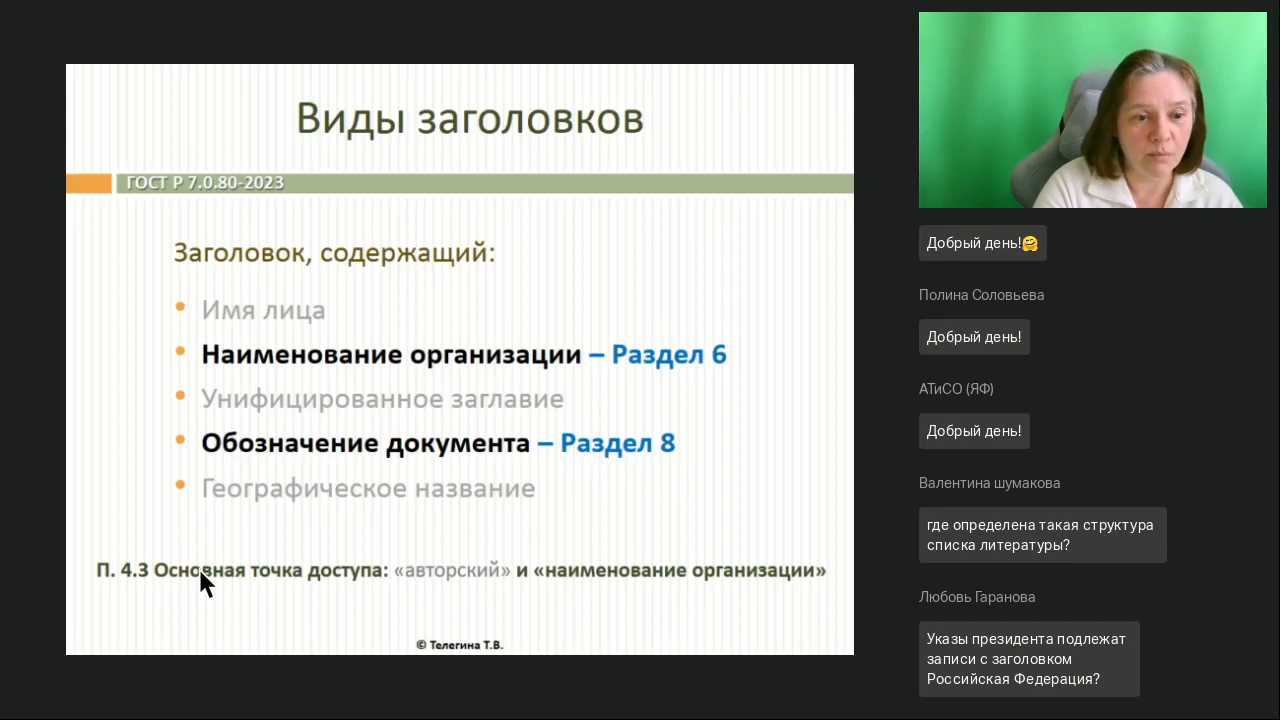 Виды заголовков
ГОСТ Р 7.0.80-2023
Заголовок, содержащий:
• Имя лица
• Наименование организации – Раздел 6
• Унифицированное заглавие
• Обозначение документа – Раздел 8
• Географическое название
П. 4.3 Основная точка доступа: «авторский» и «наименование организации»
© Телегина Т.В.
Добрый день!🤗
Полина Соловьева
Добрый день!
АТиСО (ЯФ)
Добрый день!
Валентина шумакова
где определена такая структура
списка литературы?
Любовь Гаранова
Указы президента подлежат
записи с заголовком
Российская Федерация?